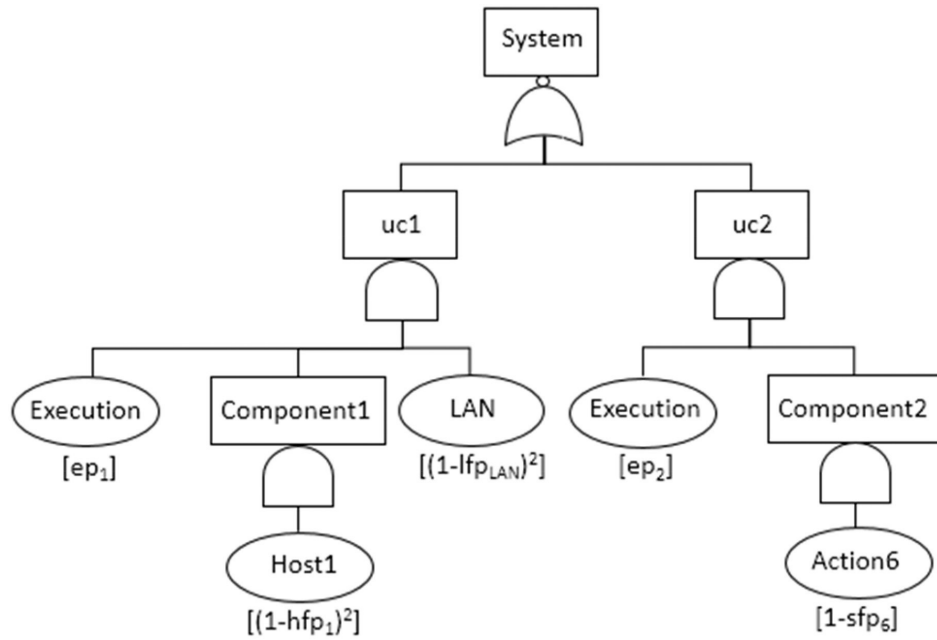 System
uc1
uc2
Execution
Component1
LAN
Execution
Component2
[ep₁]
[(1-lfp_LAN)²]
[ep₂]
Host1
Action6
[(1-hfp₁)²]
[1-sfp₆]